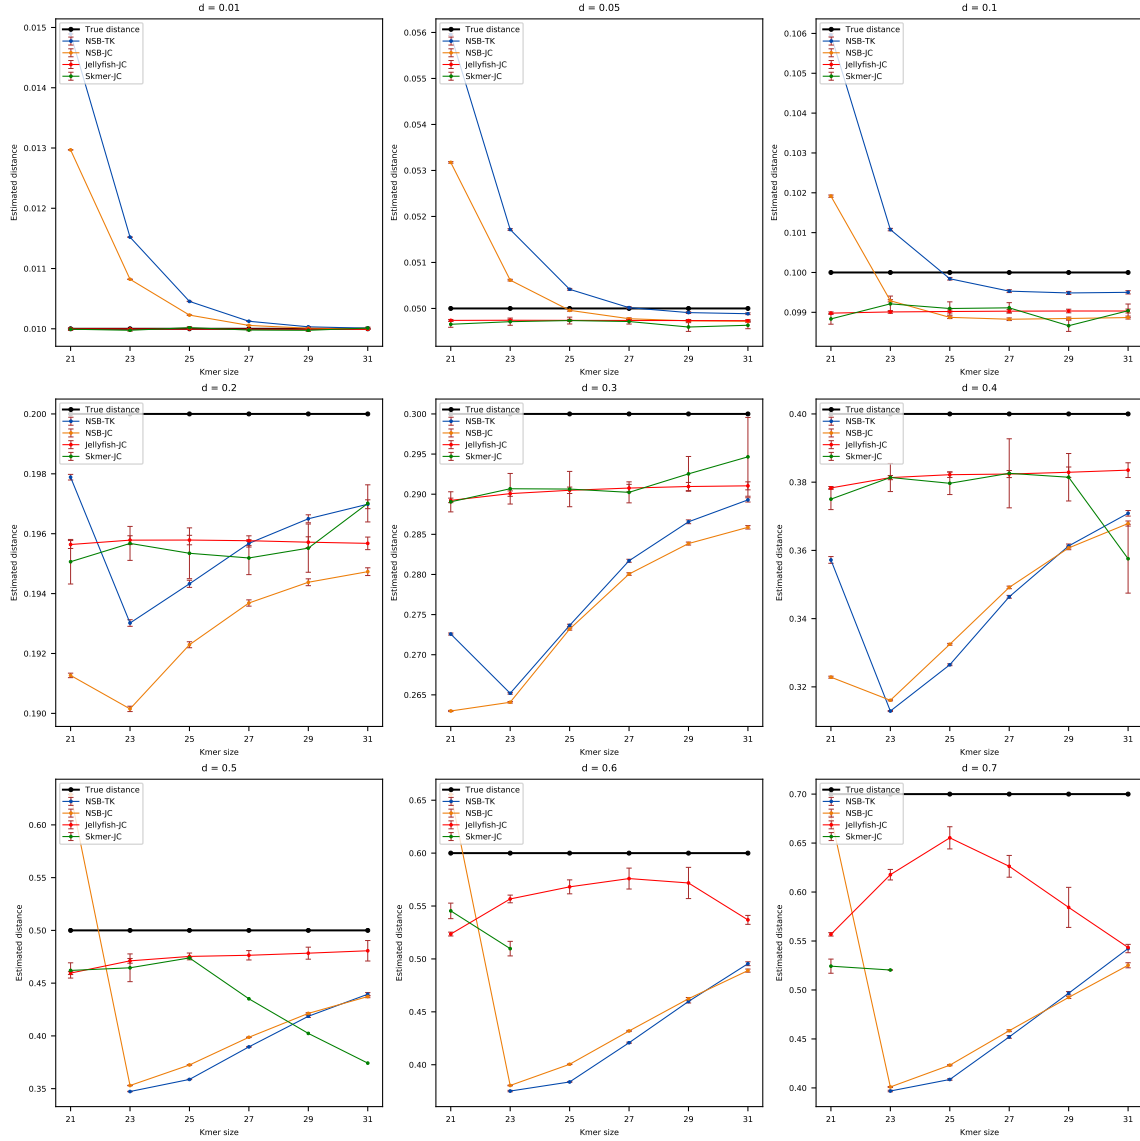 d = 0.01
0.015
0.014
0.013
0.012
0.011
0.010
Estimated distance
True distance
NSB-TK
NSB-JC
Jellyfish-JC
Skmer-JC
21 23 25 27 29 31
Kmer size
d = 0.05
0.056
0.055
0.054
0.053
0.052
0.051
0.050
Estimated distance
True distance
NSB-TK
NSB-JC
Jellyfish-JC
Skmer-JC
21 23 25 27 29 31
Kmer size
d = 0.1
0.106
0.105
0.104
0.103
0.102
0.101
0.100
0.099
Estimated distance
True distance
NSB-TK
NSB-JC
Jellyfish-JC
Skmer-JC
21 23 25 27 29 31
Kmer size
d = 0.2
0.200
0.198
0.196
0.194
0.192
0.190
Estimated distance
True distance
NSB-TK
NSB-JC
Jellyfish-JC
Skmer-JC
21 23 25 27 29 31
Kmer size
d = 0.3
0.300
0.295
0.290
0.285
0.280
0.275
0.270
0.265
Estimated distance
True distance
NSB-TK
NSB-JC
Jellyfish-JC
Skmer-JC
21 23 25 27 29 31
Kmer size
d = 0.4
0.40
0.38
0.36
0.34
0.32
Estimated distance
True distance
NSB-TK
NSB-JC
Jellyfish-JC
Skmer-JC
21 23 25 27 29 31
Kmer size
d = 0.5
0.60
0.55
0.50
0.45
0.40
0.35
Estimated distance
True distance
NSB-TK
NSB-JC
Jellyfish-JC
Skmer-JC
21 23 25 27 29 31
Kmer size
d = 0.6
0.65
0.60
0.55
0.50
0.45
0.40
Estimated distance
True distance
NSB-TK
NSB-JC
Jellyfish-JC
Skmer-JC
21 23 25 27 29 31
Kmer size
d = 0.7
0.70
0.65
0.60
0.55
0.50
0.45
0.40
Estimated distance
True distance
NSB-TK
NSB-JC
Jellyfish-JC
Skmer-JC
21 23 25 27 29 31
Kmer size